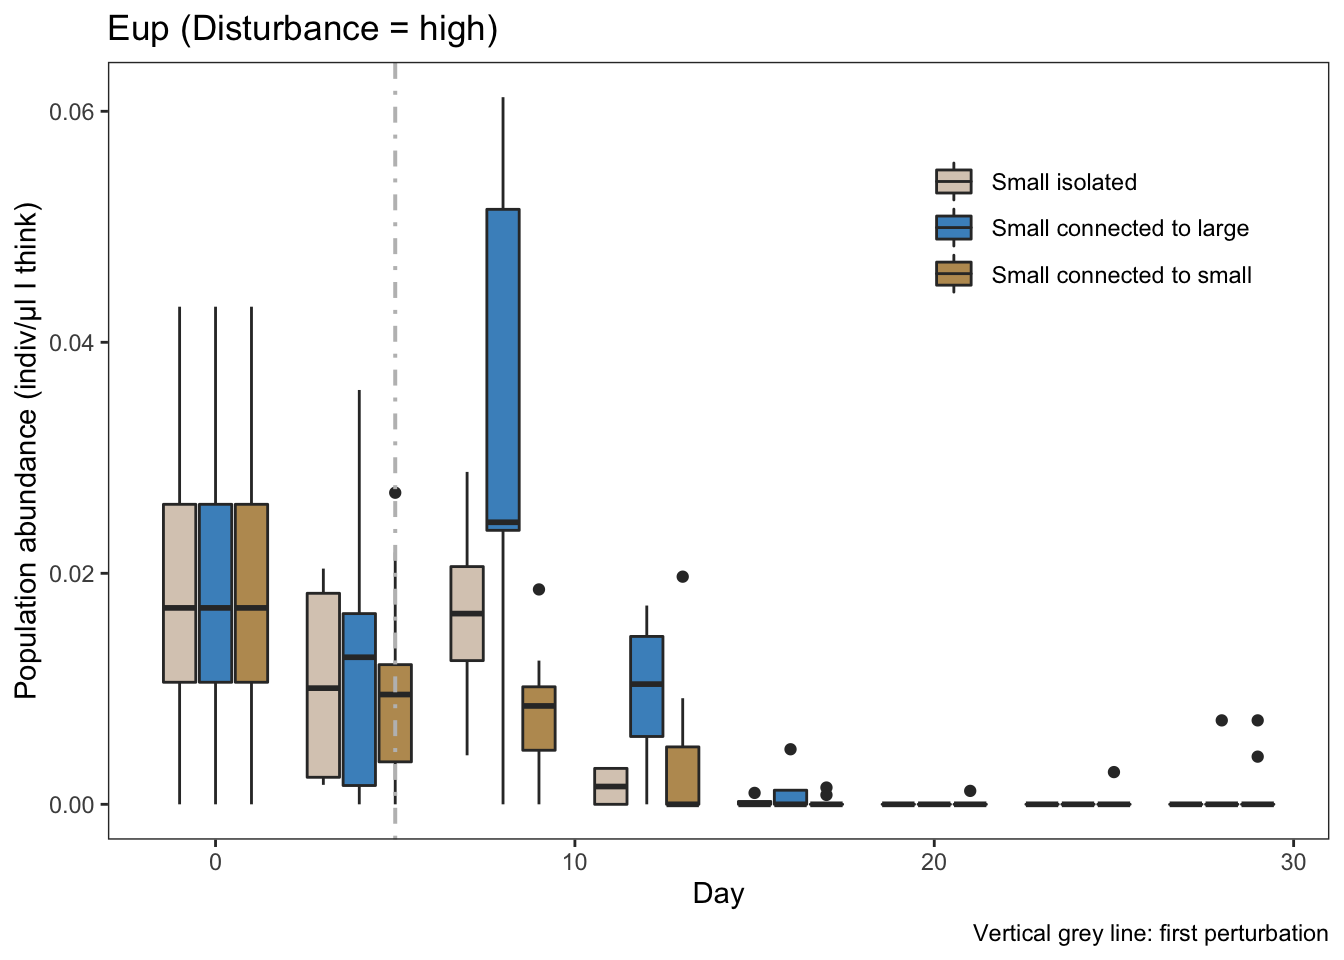 Eup (Disturbance = high)
Population abundance (indiv/μl I think)
0.06
0.04
0.02
0.00
Small isolated
Small connected to large
Small connected to small
0
10
20
30
Day
Vertical grey line: first perturbation